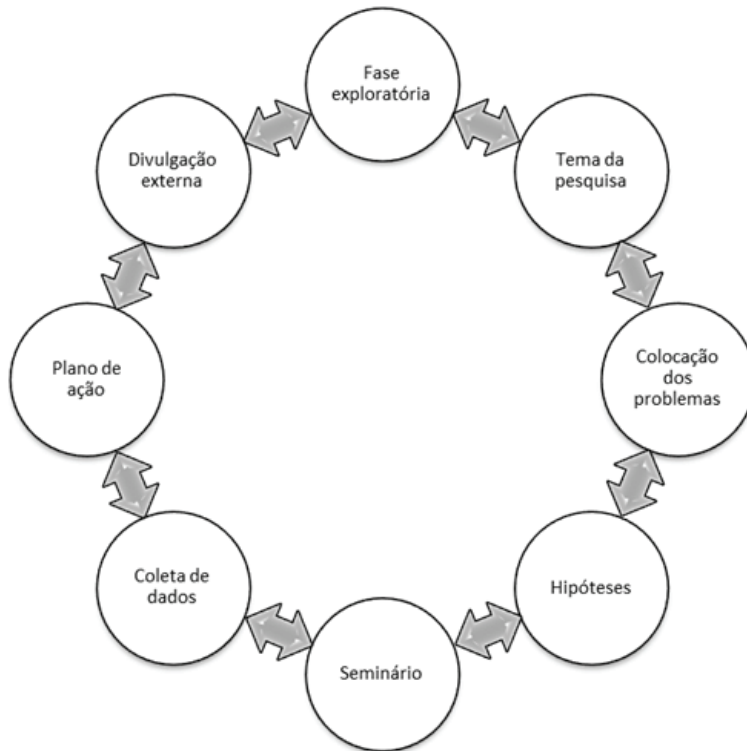 Fase
exploratória
Tema da
pesquisa
Colocação
dos
problemas
Hipóteses
Seminário
Coleta de
dados
Plano de
ação
Divulgação
externa